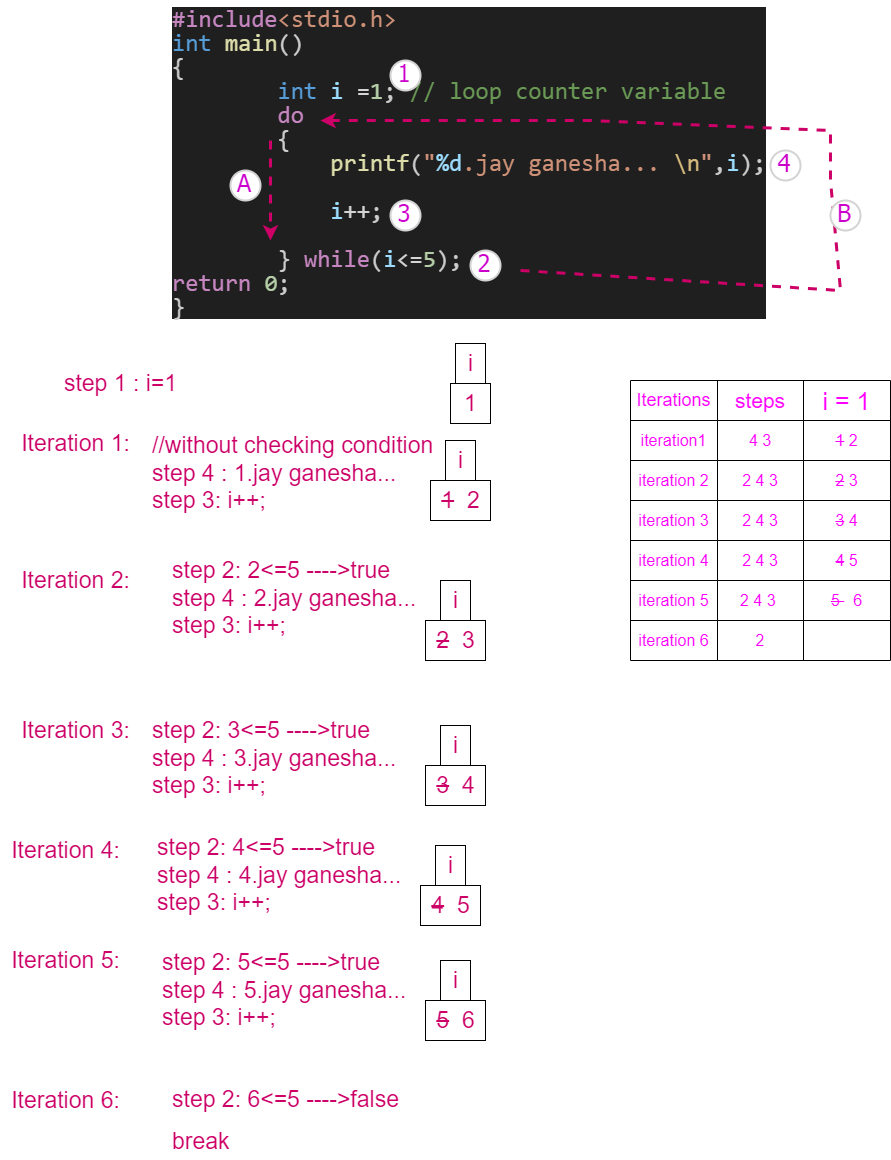 #include<stdio.h>
int main()
{
int i =1; // loop counter variable
1
do
{
printf("%d.jay ganesha... \n",i);
4
A
i++;
3
B
} while(i<=5);
2
return 0;
}
step 1 : i=1
i
1
Iteration 1:
//without checking condition
step 4 : 1.jay ganesha...
step 3: i++;
i
1 2
Iteration 2:
step 2: 2<=5 ---->true
step 4 : 2.jay ganesha...
step 3: i++;
i
2 3
Iteration 3:
step 2: 3<=5 ---->true
step 4 : 3.jay ganesha...
step 3: i++;
i
3 4
Iteration 4:
step 2: 4<=5 ---->true
step 4 : 4.jay ganesha...
step 3: i++;
i
4 5
Iteration 5:
step 2: 5<=5 ---->true
step 4 : 5.jay ganesha...
step 3: i++;
i
5 6
Iteration 6:
step 2: 6<=5 ---->false
break
Iterations steps i = 1
iteration1 4 3 1 2
iteration 2 2 4 3 2 3
iteration 3 2 4 3 3 4
iteration 4 2 4 3 4 5
iteration 5 2 4 3 5 6
iteration 6 2